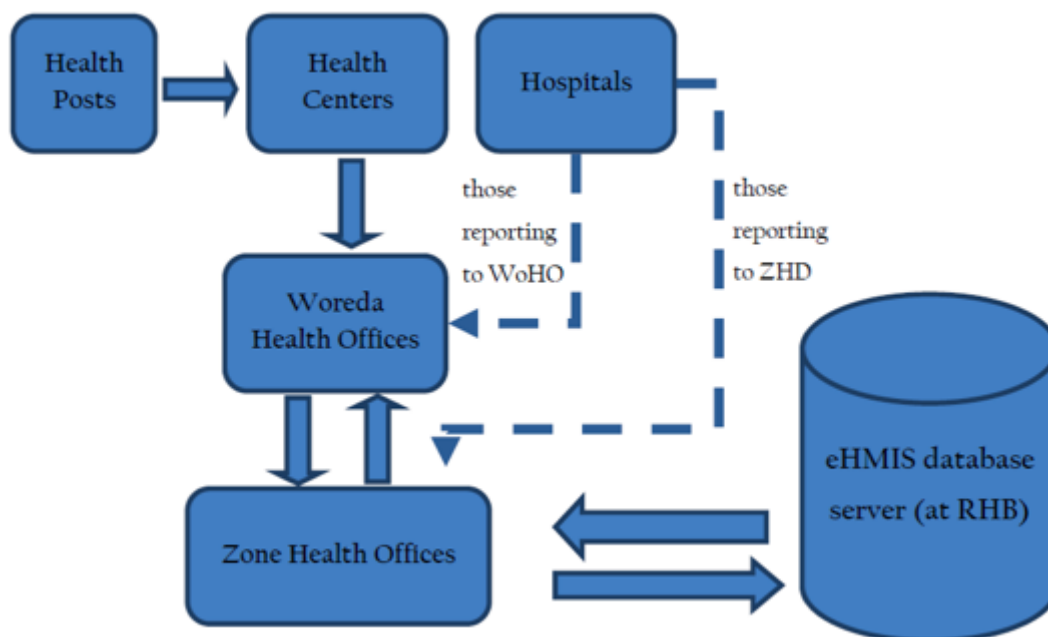 Health
Posts
Health
Centers
Hospitals
those
reporting
to WoHO
those
reporting
to ZHD
Woreda
Health Offices
eHMIS database
server (at RHB)
Zone Health Offices